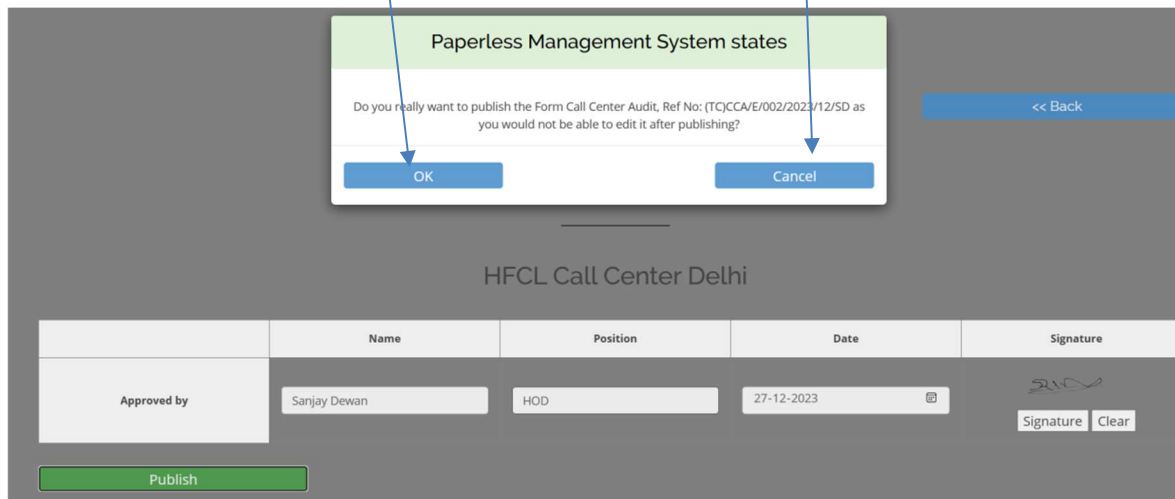 Paperless Management System states
Do you really want to publish the Form Call Center Audit, Ref No: (TC)CCA/E/002/2023/12/SD as
you would not be able to edit it after publishing?
OK Cancel
<< Back
HFCL Call Center Delhi
Name Position Date Signature
Approved by Sanjay Dewan HOD 27-12-2023
Signature Clear
Publish